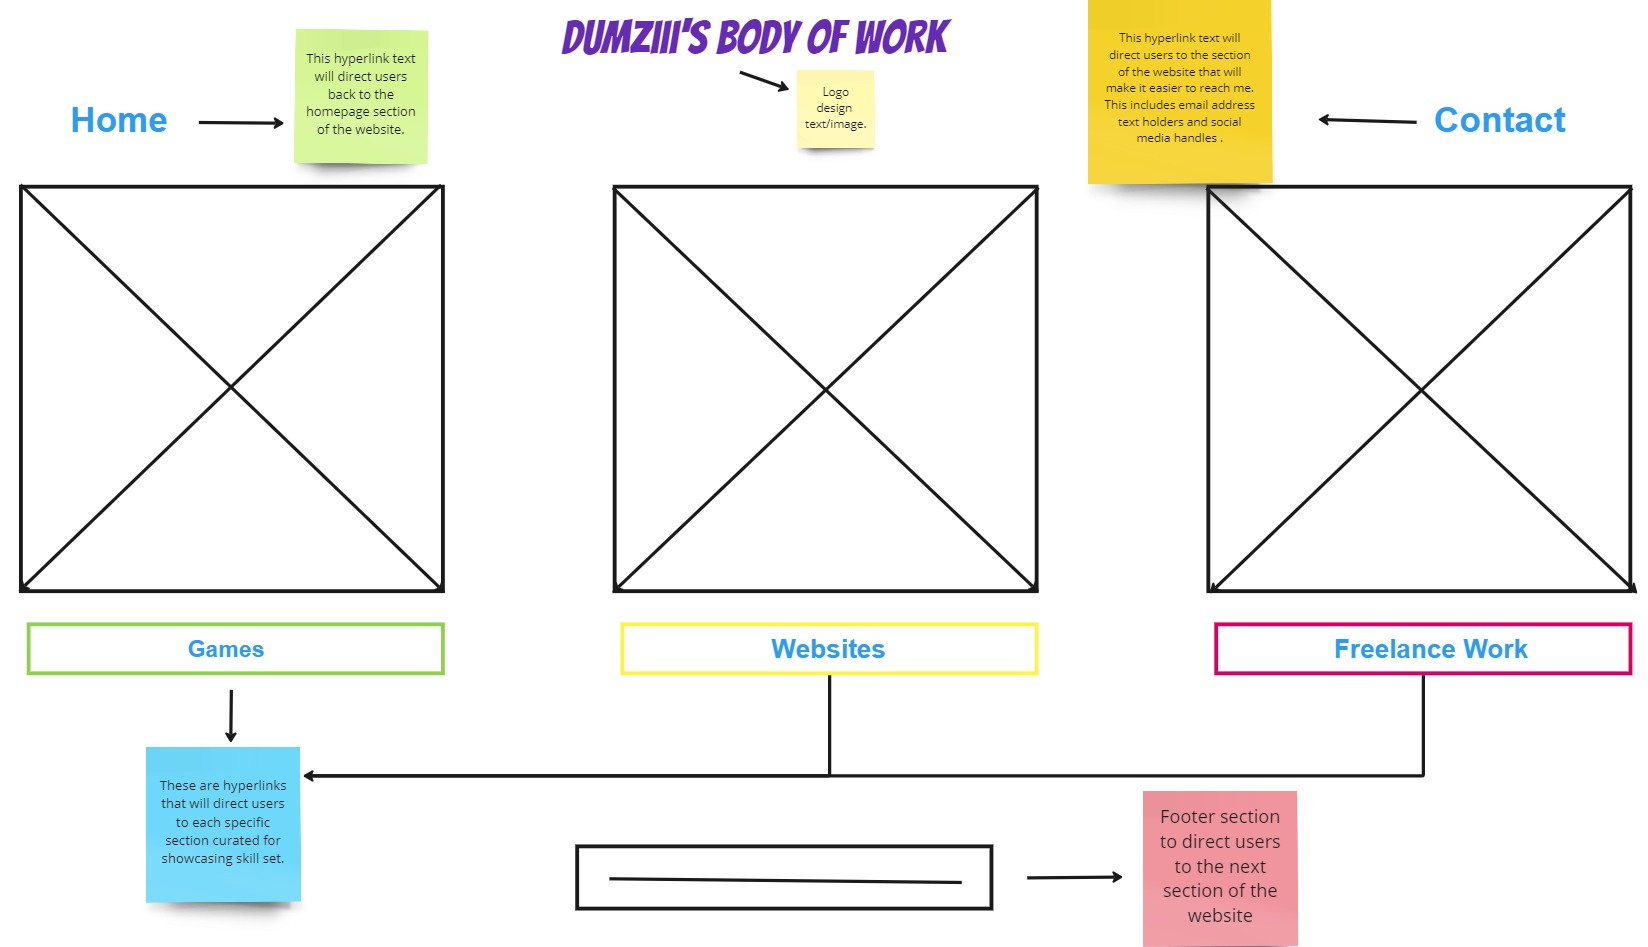 DUMZIII'S BODY OF WORK
Home
This hyperlink text
will direct users
back to the
homepage section
of the website.
Logo
design
text/image.
This hyperlink text will
direct users to the section
of the website that will
make it easier to reach me.
This includes email address
text holders and social
media handles .
Contact
Games
Websites
Freelance Work
These are hyperlinks
that will direct users
to each specific
section curated for
showcasing skill set.
Footer section
to direct users
to the next
section of the
website